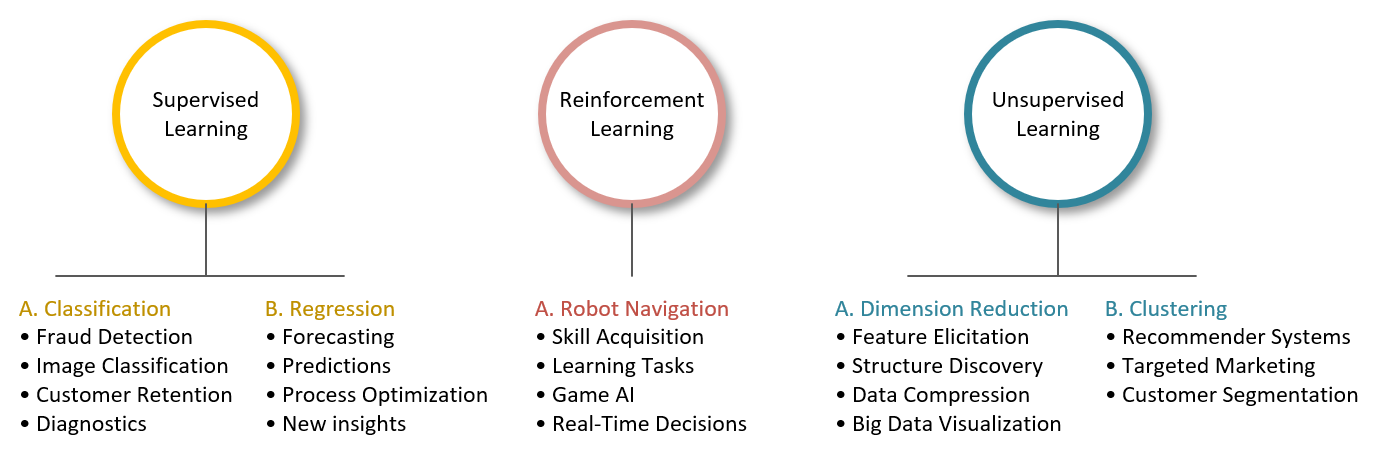 Supervised
Learning
Reinforcement
Learning
Unsupervised
Learning
A. Classification
• Fraud Detection
• Image Classification
• Customer Retention
• Diagnostics
B. Regression
• Forecasting
• Predictions
• Process Optimization
• New insights
A. Robot Navigation
• Skill Acquisition
• Learning Tasks
• Game AI
• Real-Time Decisions
A. Dimension Reduction
• Feature Elicitation
• Structure Discovery
• Data Compression
• Big Data Visualization
B. Clustering
• Recommender Systems
• Targeted Marketing
• Customer Segmentation